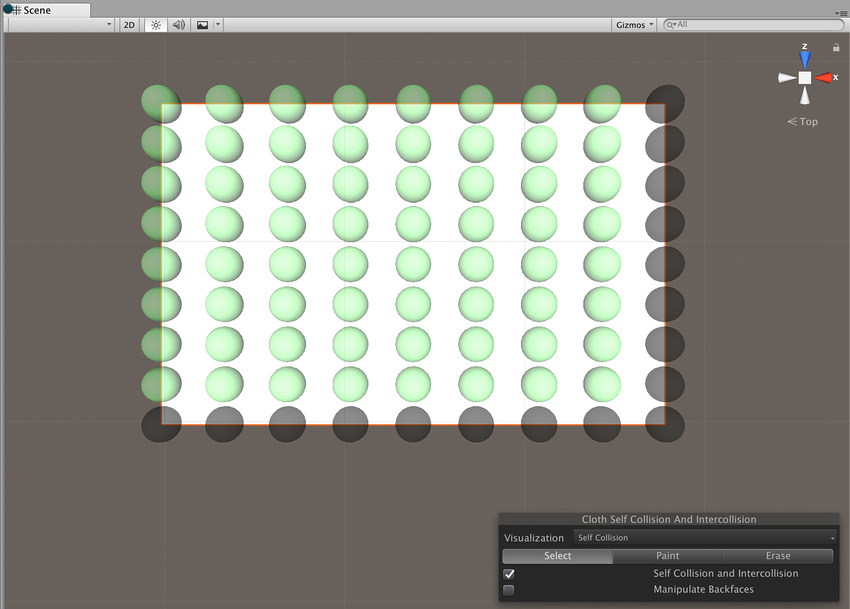 Scene
2D Gizmos All
z
x
Top
Cloth Self Collision And Intercollision
Visualization Self Collision
Select Paint Erase
Self Collision and Intercollision
Manipulate Backfaces